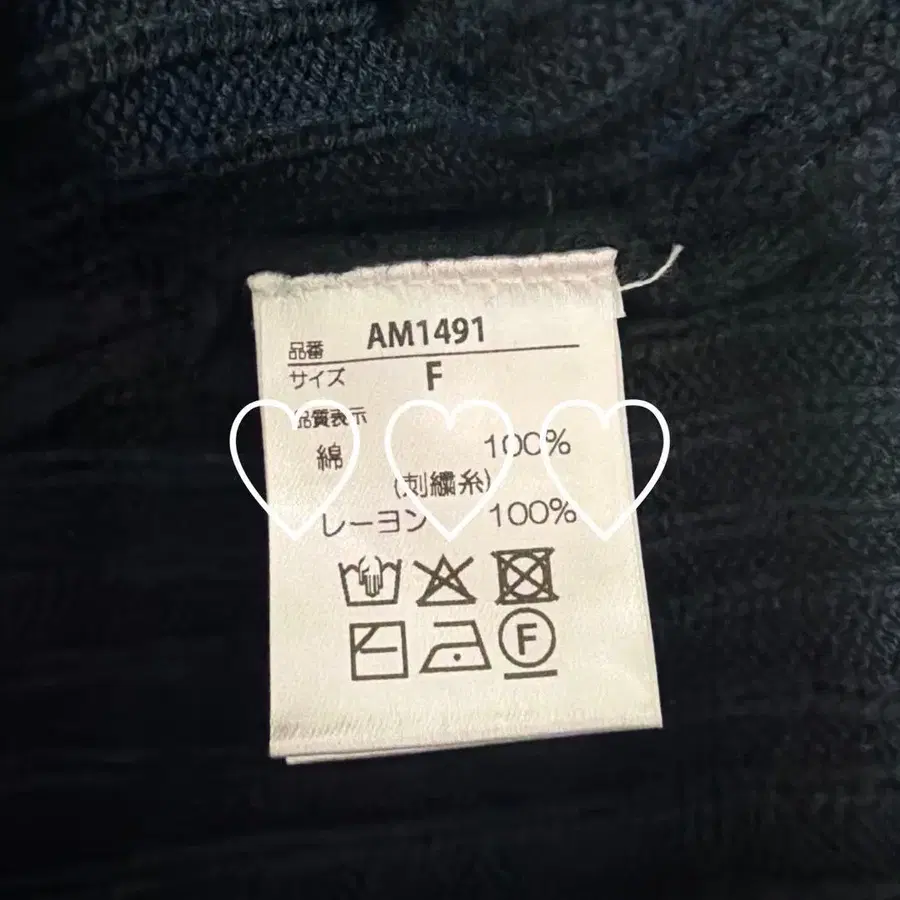 品番 AM1491
サイズ F
品質表示
綿 100%
(刺繍糸)
レーヨン 100%
F